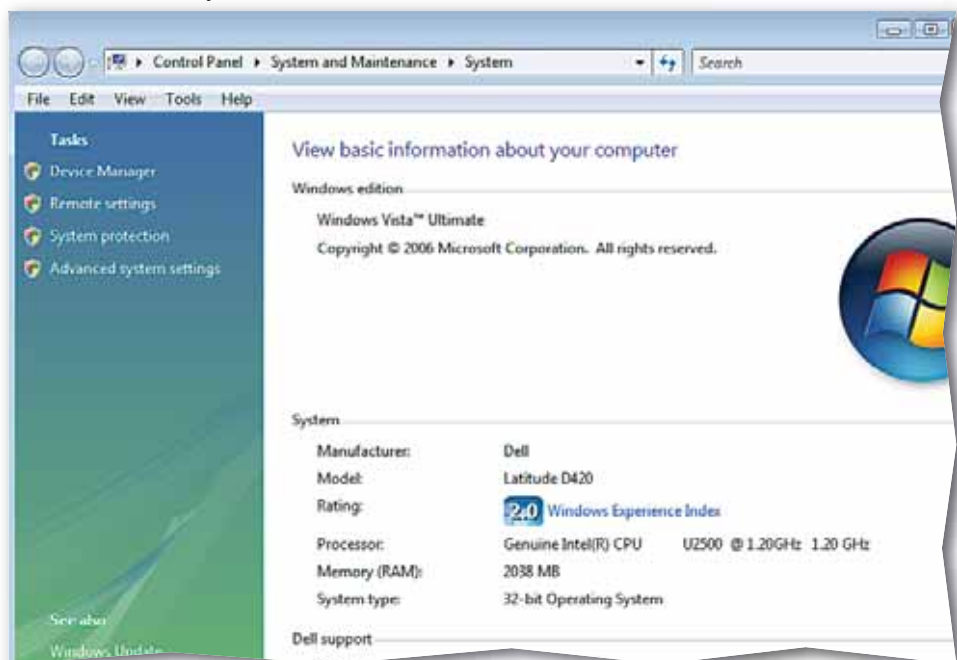 Control Panel ▸ System and Maintenance ▸ System
Search
File Edit View Tools Help
Tasks
Device Manager
Remote settings
System protection
Advanced system settings
See also
Windows Update
View basic information about your computer
Windows edition
Windows Vista™ Ultimate
Copyright © 2006 Microsoft Corporation. All rights reserved.
System
Manufacturer: Dell
Model: Latitude D420
Rating: 2.0 Windows Experience Index
Processor: Genuine Intel(R) CPU U2500 @ 1.20GHz 1.20 GHz
Memory (RAM): 2038 MB
System type: 32-bit Operating System
Dell support